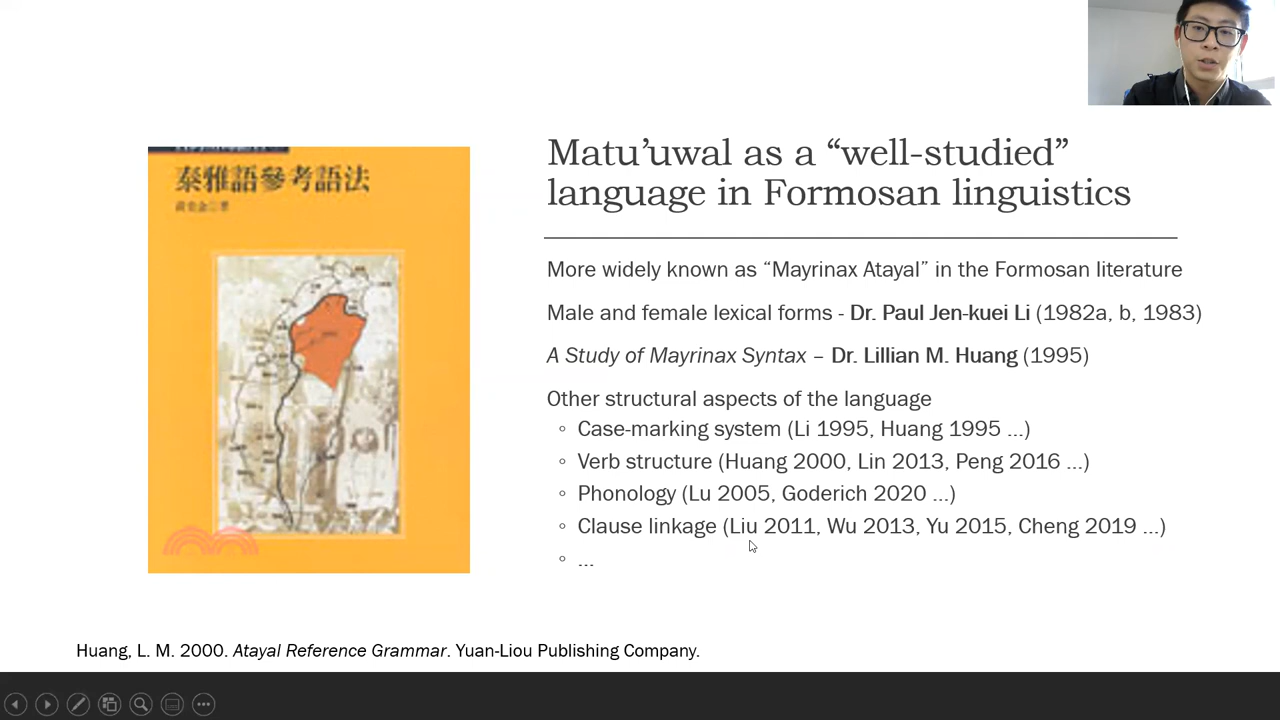 泰雅語參考語法
黃美金◎著
Matu’uwal as a “well-studied”
language in Formosan linguistics
More widely known as “Mayrinax Atayal” in the Formosan literature
Male and female lexical forms - Dr. Paul Jen-kuei Li (1982a, b, 1983)
A Study of Mayrinax Syntax – Dr. Lillian M. Huang (1995)
Other structural aspects of the language
◦ Case-marking system (Li 1995, Huang 1995 ...)
◦ Verb structure (Huang 2000, Lin 2013, Peng 2016 ...)
◦ Phonology (Lu 2005, Goderich 2020 ...)
◦ Clause linkage (Liu 2011, Wu 2013, Yu 2015, Cheng 2019 ...)
◦ ...
Huang, L. M. 2000. Atayal Reference Grammar. Yuan-Liou Publishing Company.